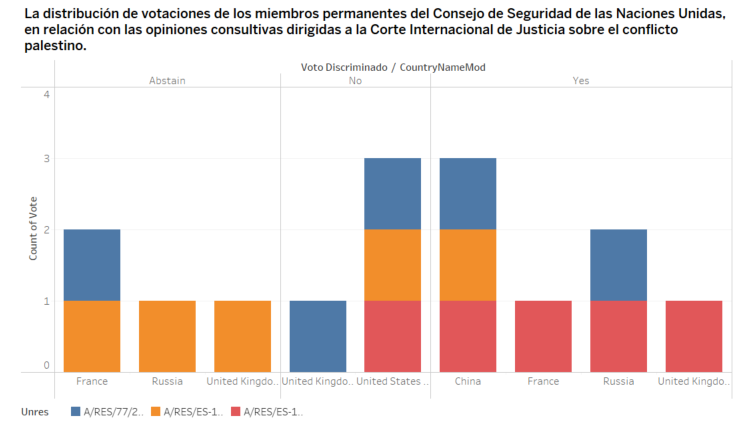 La distribución de votaciones de los miembros permanentes del Consejo de Seguridad de las Naciones Unidas,
en relación con las opiniones consultivas dirigidas a la Corte Internacional de Justicia sobre el conflicto
palestino.
Voto Discriminado / CountryNameMod
Abstain No Yes
4
3
2
1
0
Count of Vote
France Russia United Kingdo.. United Kingdo.. United States .. China France Russia United Kingdo..
Unres A/RES/77/2.. A/RES/ES-1.. A/RES/ES-1..